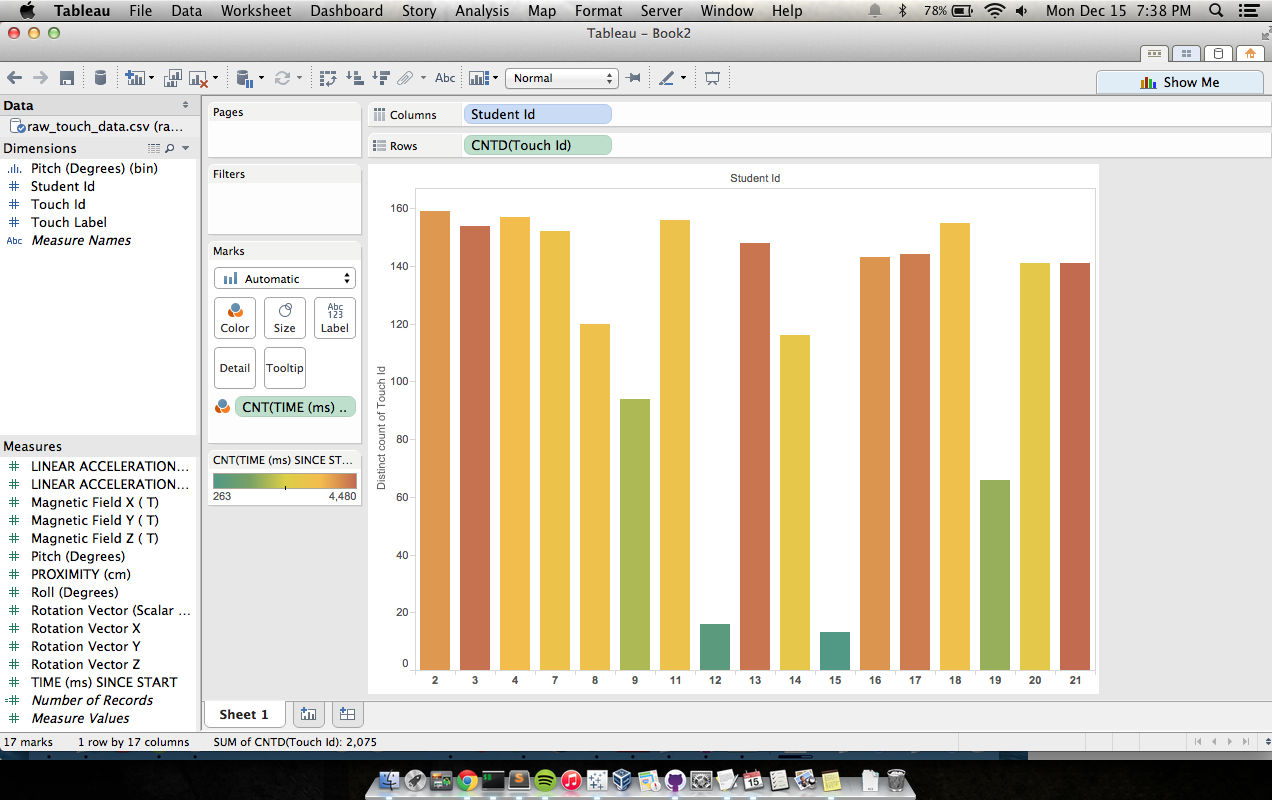 Tableau File Data Worksheet Dashboard Story Analysis Map Format Server Window Help 78% Mon Dec 15 7:38 PM
Tableau - Book2
Abc Normal
Show Me
Data
raw_touch_data.csv (ra...
Dimensions
Pitch (Degrees) (bin)
Student Id
Touch Id
Touch Label
Abc Measure Names
Measures
LINEAR ACCELERATION...
LINEAR ACCELERATION...
Magnetic Field X ( T)
Magnetic Field Y ( T)
Magnetic Field Z ( T)
Pitch (Degrees)
PROXIMITY (cm)
Roll (Degrees)
Rotation Vector (Scalar ...
Rotation Vector X
Rotation Vector Y
Rotation Vector Z
TIME (ms) SINCE START
Number of Records
Measure Values
Pages
Filters
Marks
Automatic
Color Size Abc 123 Label
Detail Tooltip
CNT(TIME (ms) ..
CNT(TIME (ms) SINCE ST...
263 4,480
Columns Student Id
Rows CNTD(Touch Id)
Student Id
Distinct count of Touch Id
160
140
120
100
80
60
40
20
0
2 3 4 7 8 9 11 12 13 14 15 16 17 18 19 20 21
Sheet 1
17 marks 1 row by 17 columns SUM of CNTD(Touch Id): 2,075
15